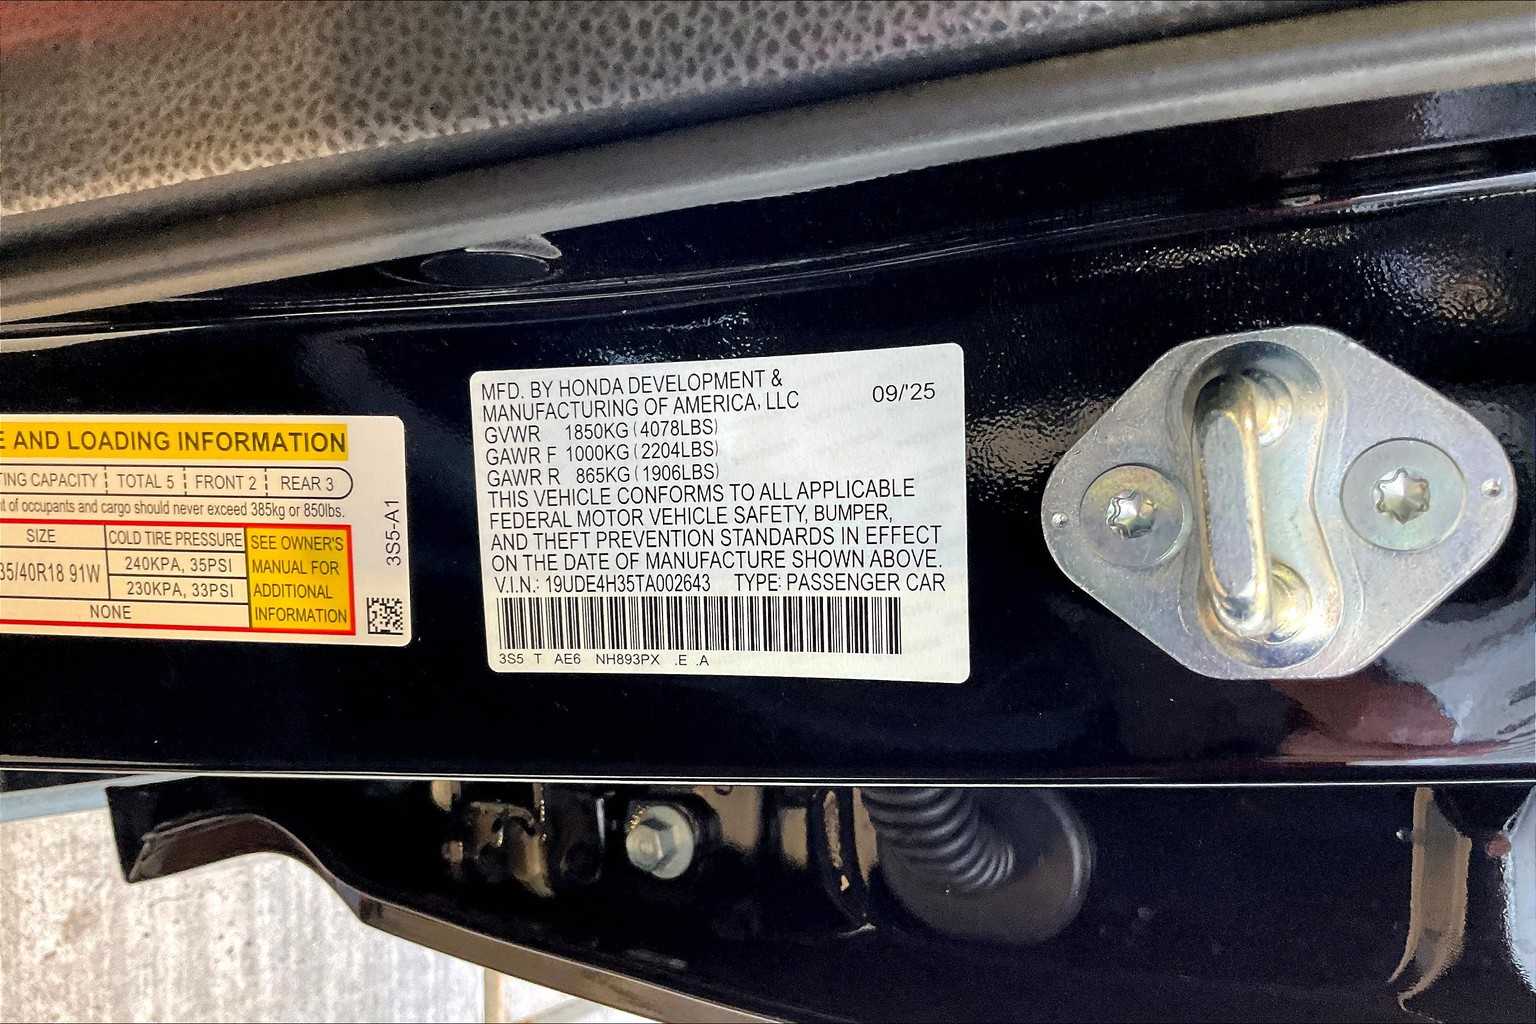 E AND LOADING INFORMATION
TING CAPACITY TOTAL 5 FRONT 2 REAR 3
of occupants and cargo should never exceed 385kg or 850lbs.
SIZE COLD TIRE PRESSURE SEE OWNER'S MANUAL FOR ADDITIONAL INFORMATION
35/40R18 91W 240KPA, 35PSI
230KPA, 33PSI
NONE
3S5-A1
MFD. BY HONDA DEVELOPMENT &
MANUFACTURING OF AMERICA, LLC 09/'25
GVWR 1850KG (4078LBS)
GAWR F 1000KG (2204LBS)
GAWR R 865KG (1906LBS)
THIS VEHICLE CONFORMS TO ALL APPLICABLE
FEDERAL MOTOR VEHICLE SAFETY, BUMPER,
AND THEFT PREVENTION STANDARDS IN EFFECT
ON THE DATE OF MANUFACTURE SHOWN ABOVE.
V.I.N.: 19UDE4H35TA002643 TYPE: PASSENGER CAR
3S5 T AE6 NH893PX .E .A